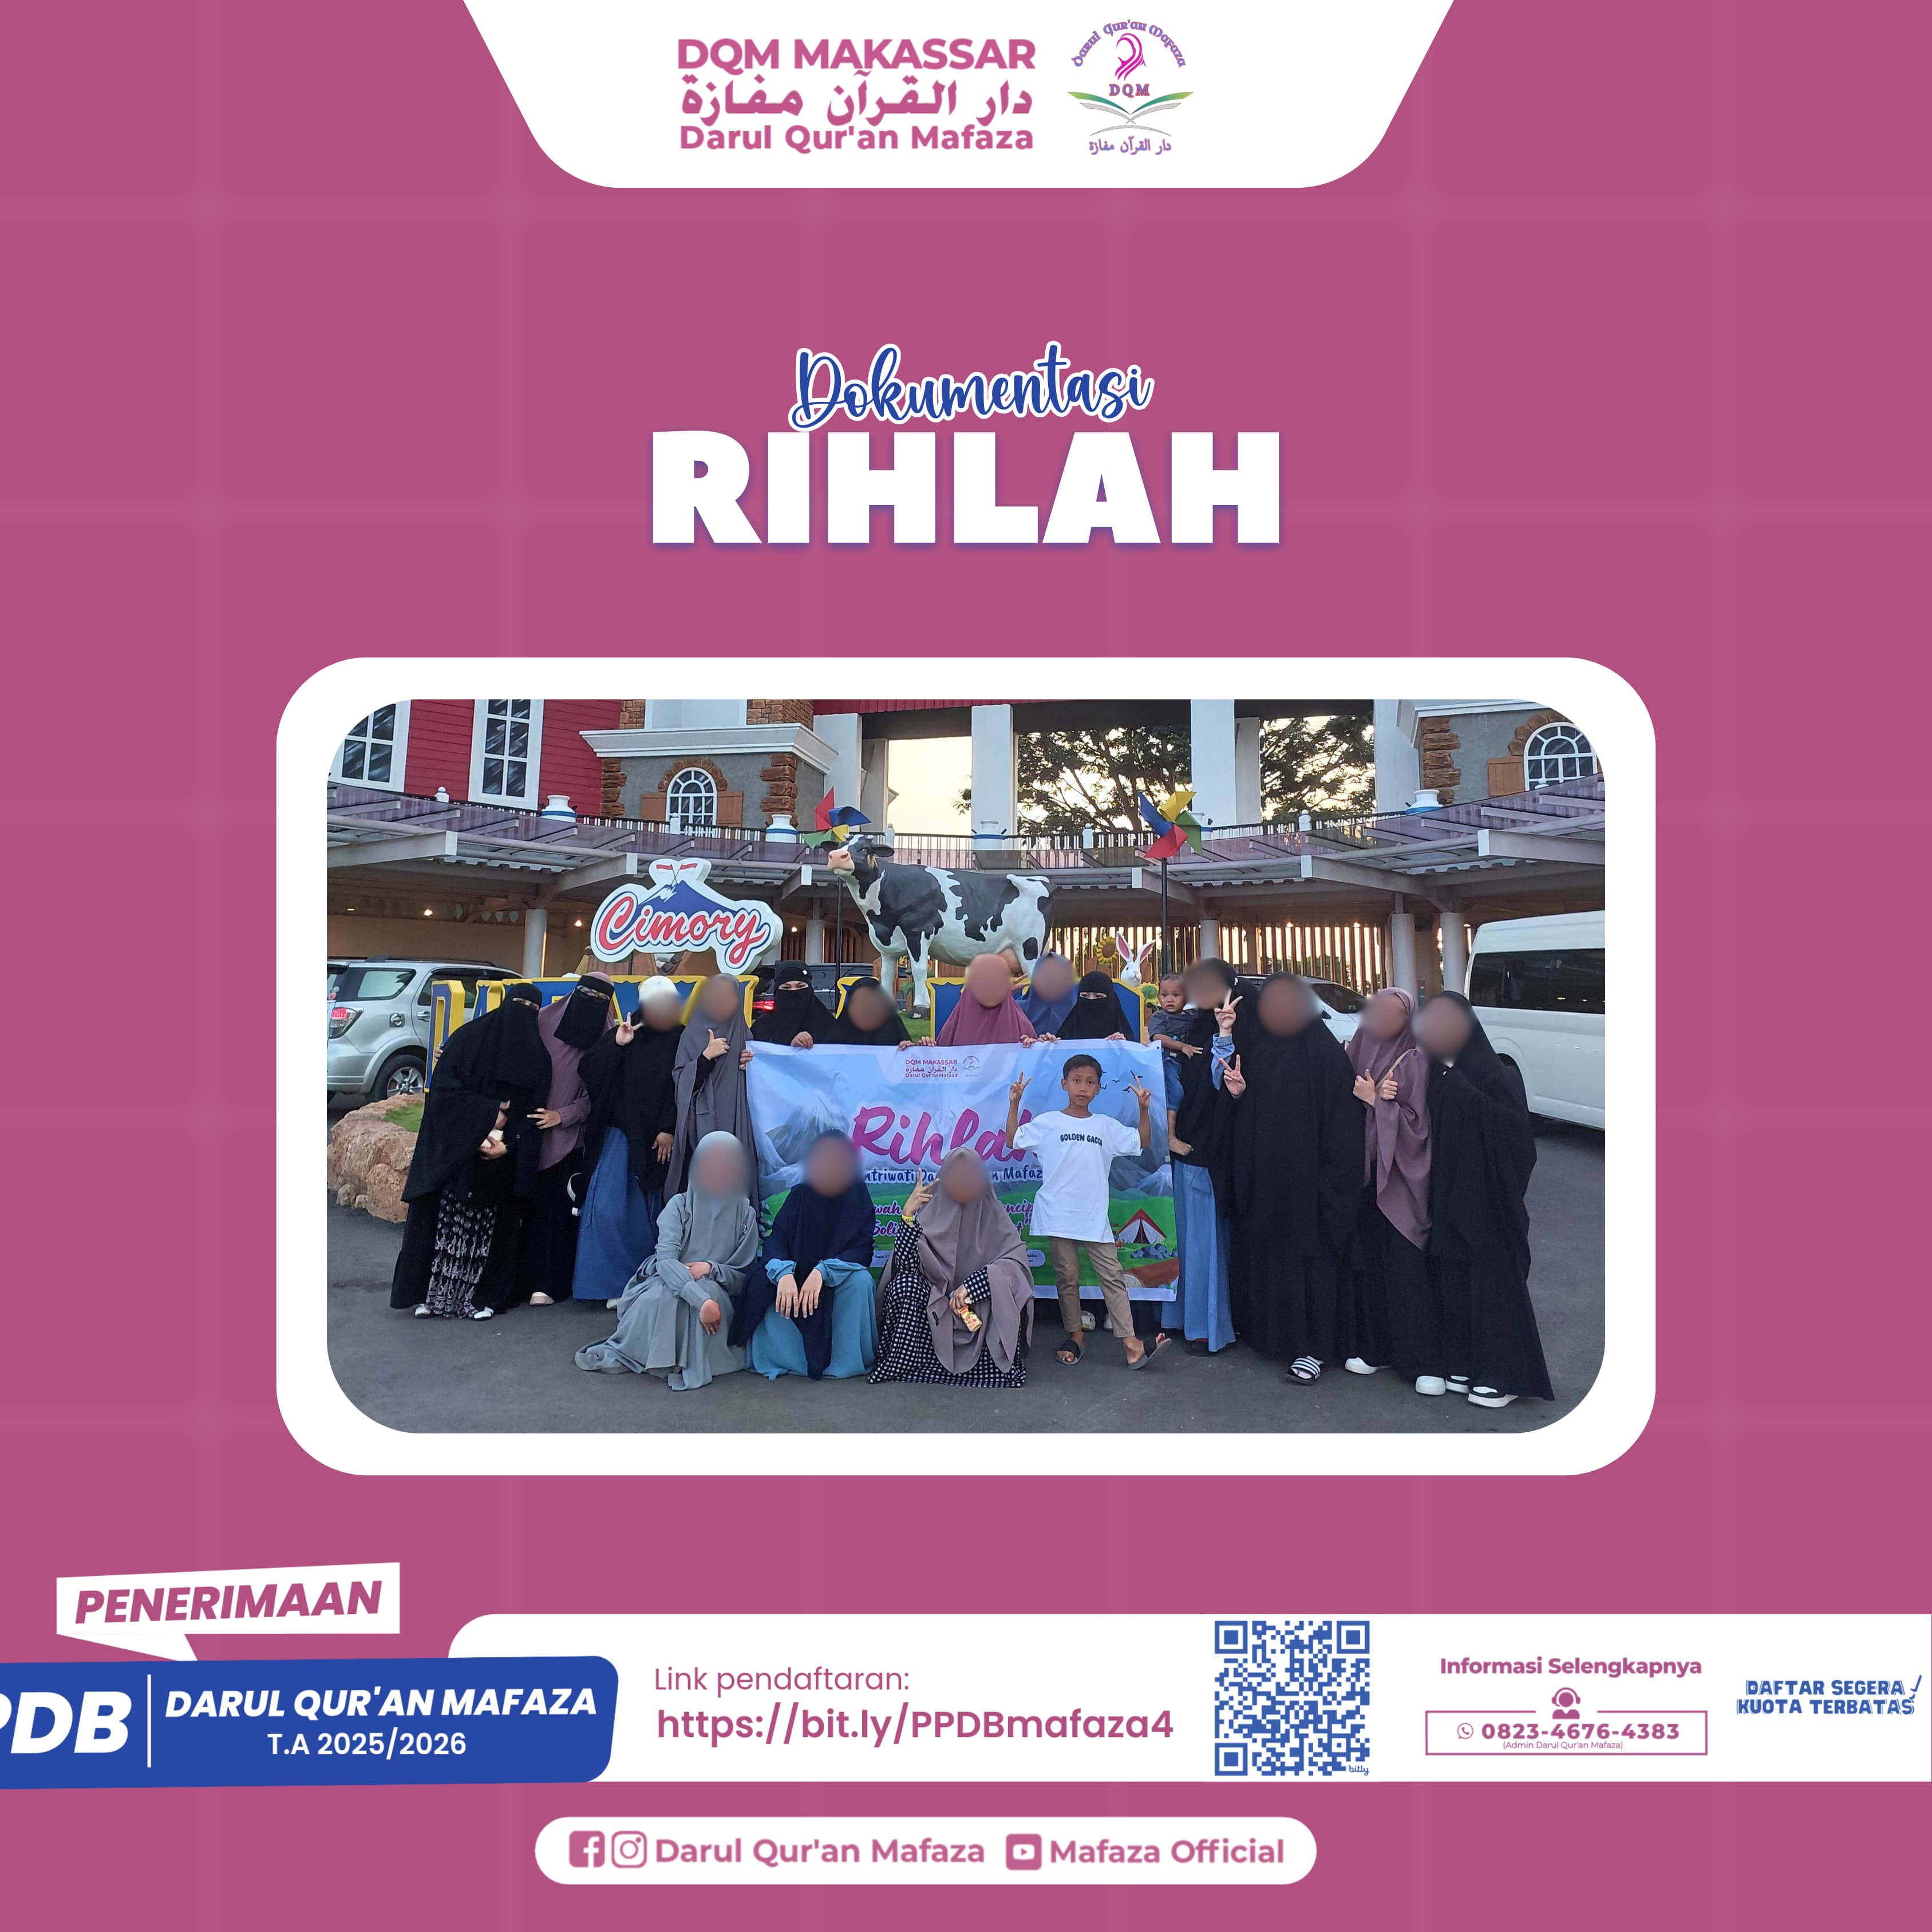 DQM MAKASSAR
دار القرآن مفازة
Darul Qur'an Mafaza
Darul Qur'an Mafaza
DQM
دار القرآن مفازة
Dokumentasi
RIHLAH
Cimory
DQM MAKASSAR
دار القرآن مفازة
Darul Qur'an Mafaza
Rihlah
GOLDEN
PENERIMAAN
PDB
DARUL QUR'AN MAFAZA
T.A 2025/2026
Link pendaftaran:
https://bit.ly/PPDBmafaza4
bitly
Informasi Selengkapnya
0823-4676-4383
(Admin Darul Qur'an Mafaza)
DAFTAR SEGERA
KUOTA TERBATAS
Darul Qur'an Mafaza
Mafaza Official